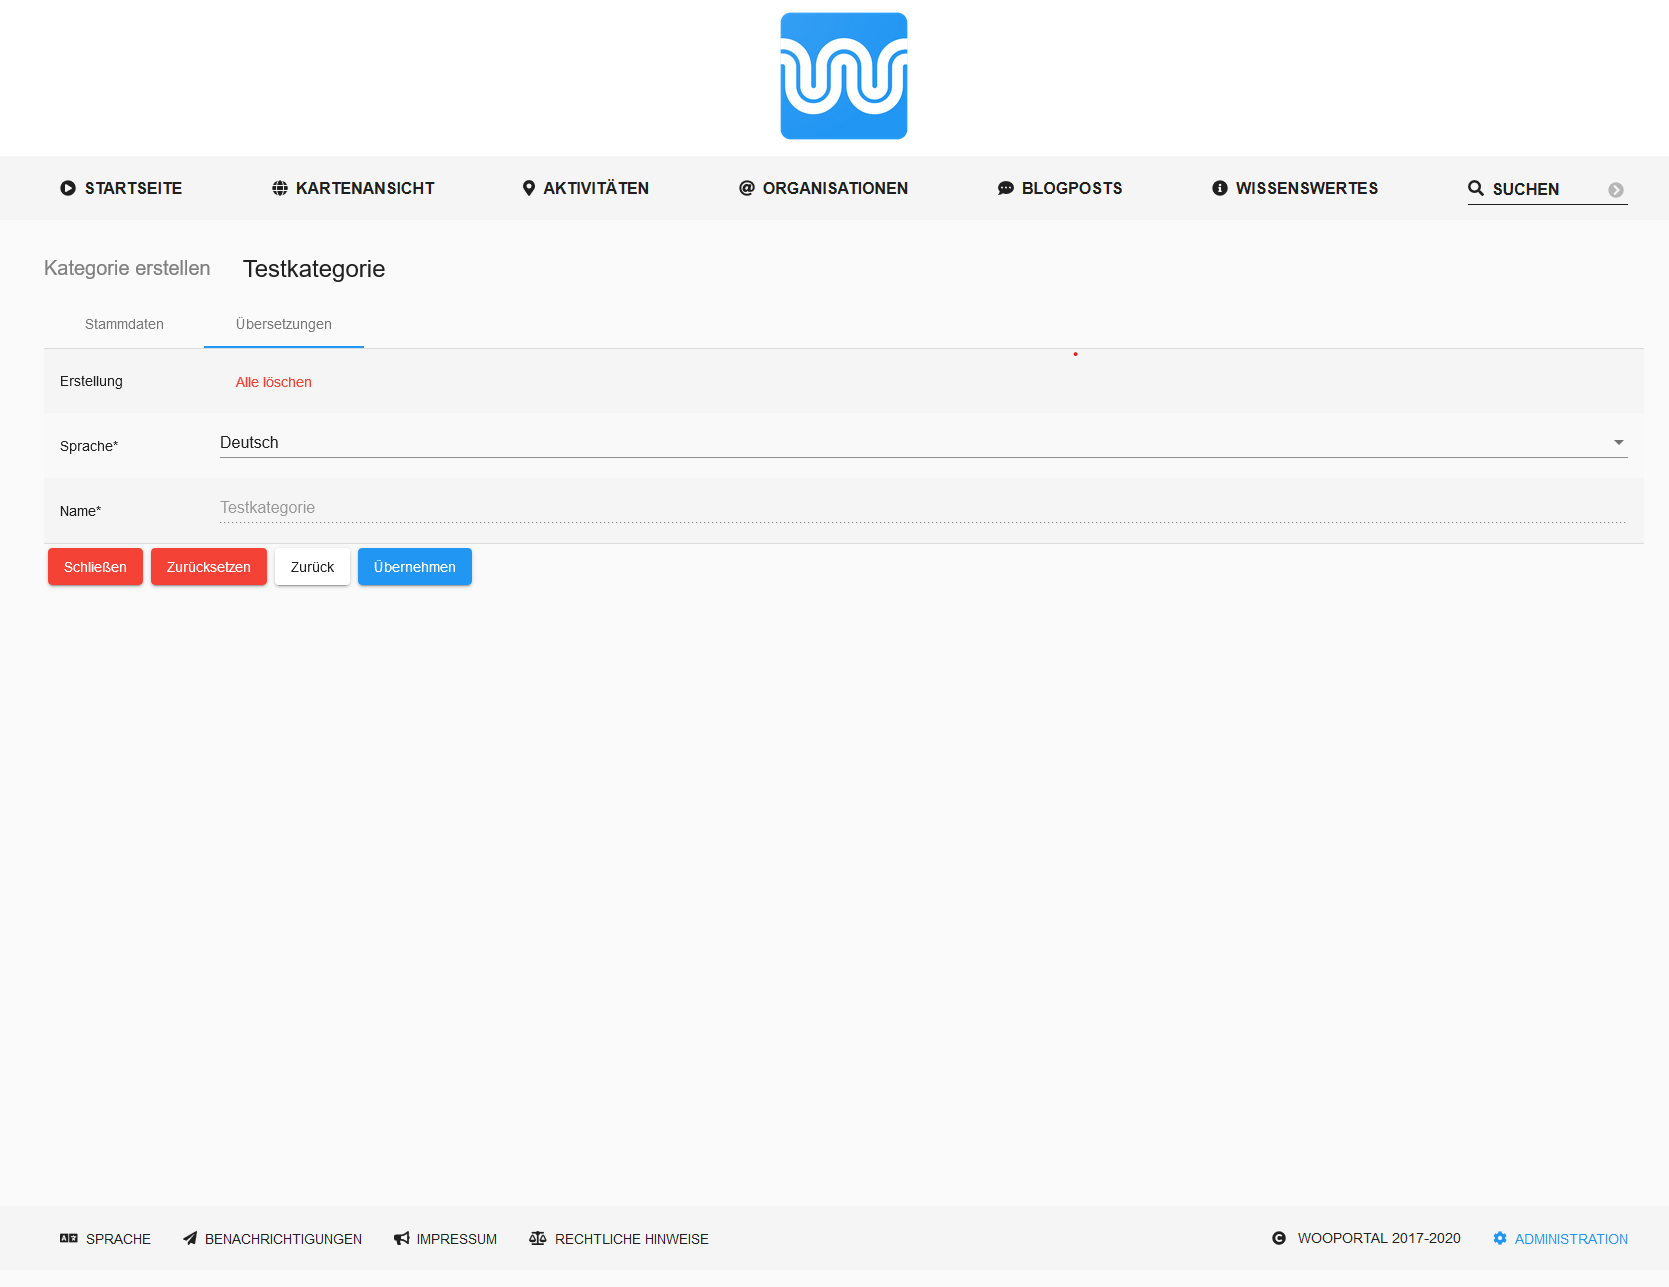 STARTSEITE KARTENANSICHT AKTIVITÄTEN ORGANISATIONEN BLOGPOSTS WISSENSWERTES SUCHEN
Kategorie erstellen Testkategorie
Stammdaten Übersetzungen
Erstellung Alle löschen
Sprache* Deutsch
Name* Testkategorie
Schließen Zurücksetzen Zurück Übernehmen
SPRACHE BENACHRICHTIGUNGEN IMPRESSUM RECHTLICHE HINWEISE WOOPORTAL 2017-2020 ADMINISTRATION